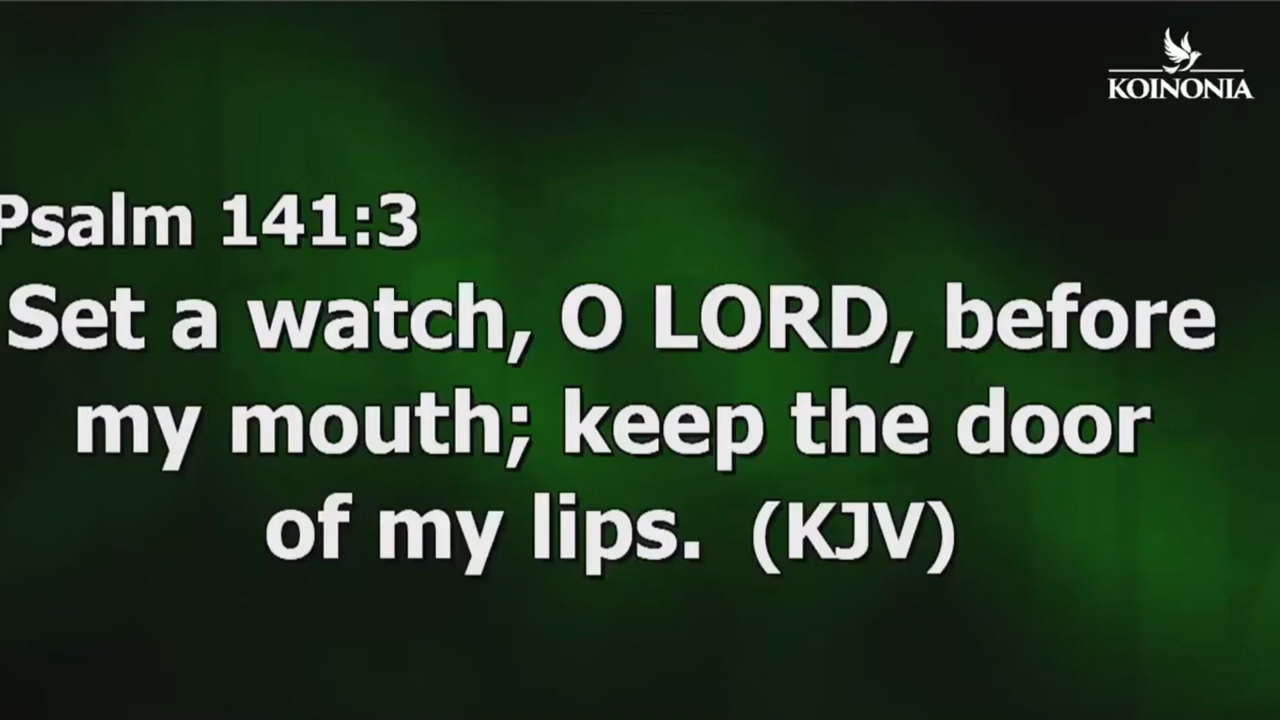 KOINONIA
Psalm 141:3
Set a watch, O LORD, before
my mouth; keep the door
of my lips. (KJV)